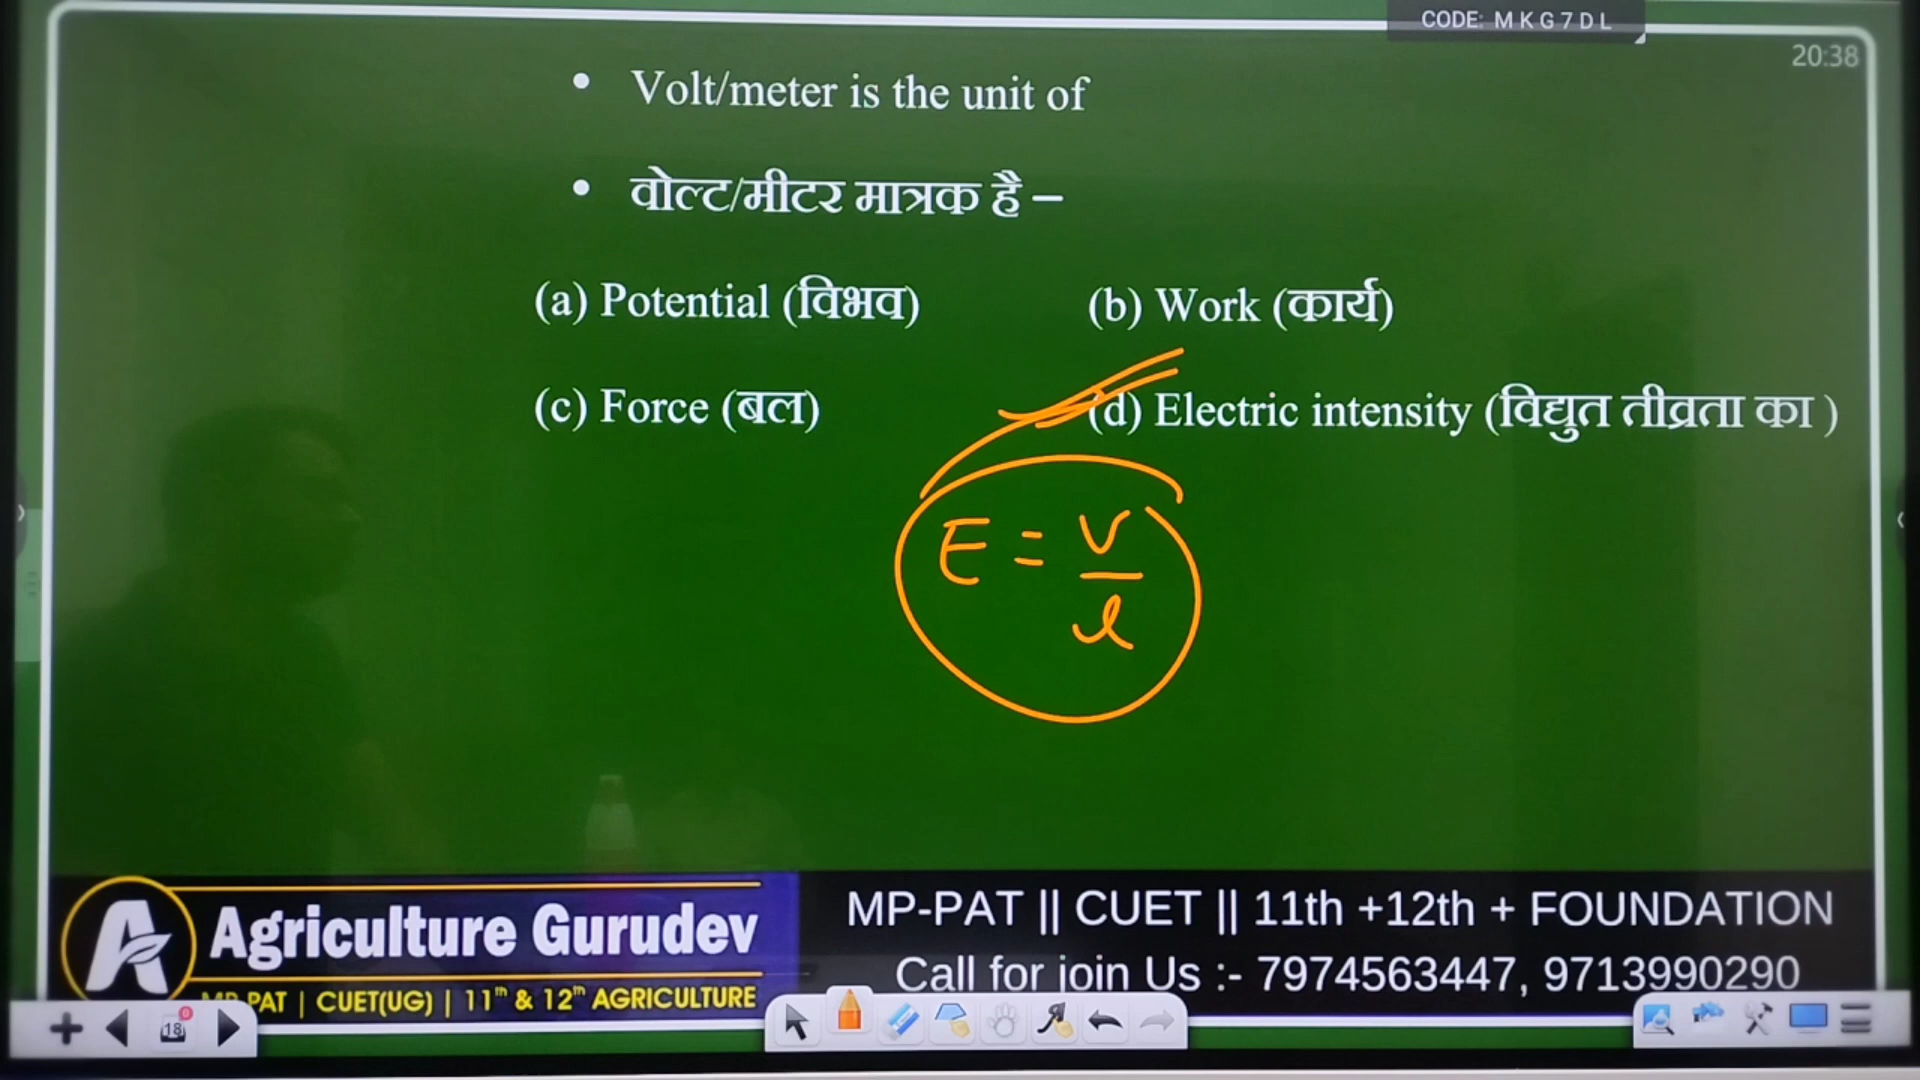 CODE: MKG7DL
20:38
• Volt/meter is the unit of
• वोल्ट/मीटर मात्रक है –
(a) Potential (विभव) (b) Work (कार्य)
(c) Force (बल) (d) Electric intensity (विद्युत तीव्रता का )
E = V/l
Agriculture Gurudev
MP-PAT | CUET(UG) | 11th & 12th AGRICULTURE
MP-PAT || CUET || 11th +12th + FOUNDATION
Call for join Us :- 7974563447, 9713990290
18
0